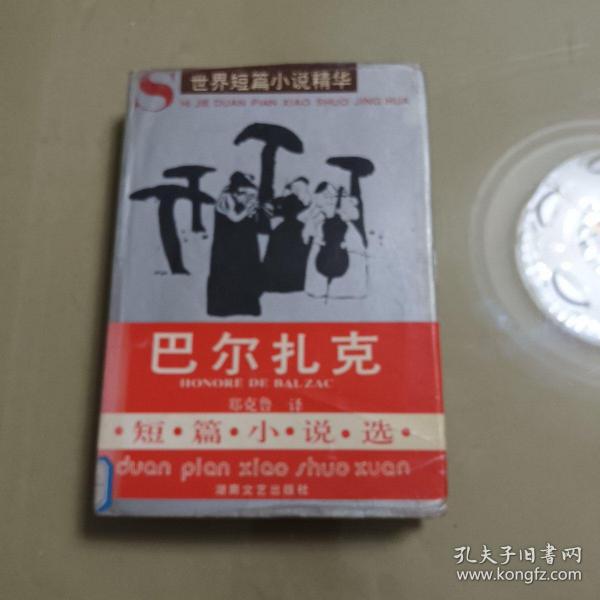 世界短篇小说精华
SHI JIE DUAN PIAN XIAO SHUO JING HUA
巴尔扎克
HONORÉ DE BALZAC
郑克鲁 译
·短·篇·小·说·选·
duan pian xiao shuo xuan
湖南文艺出版社
孔夫子旧书网
www.kongfz.com